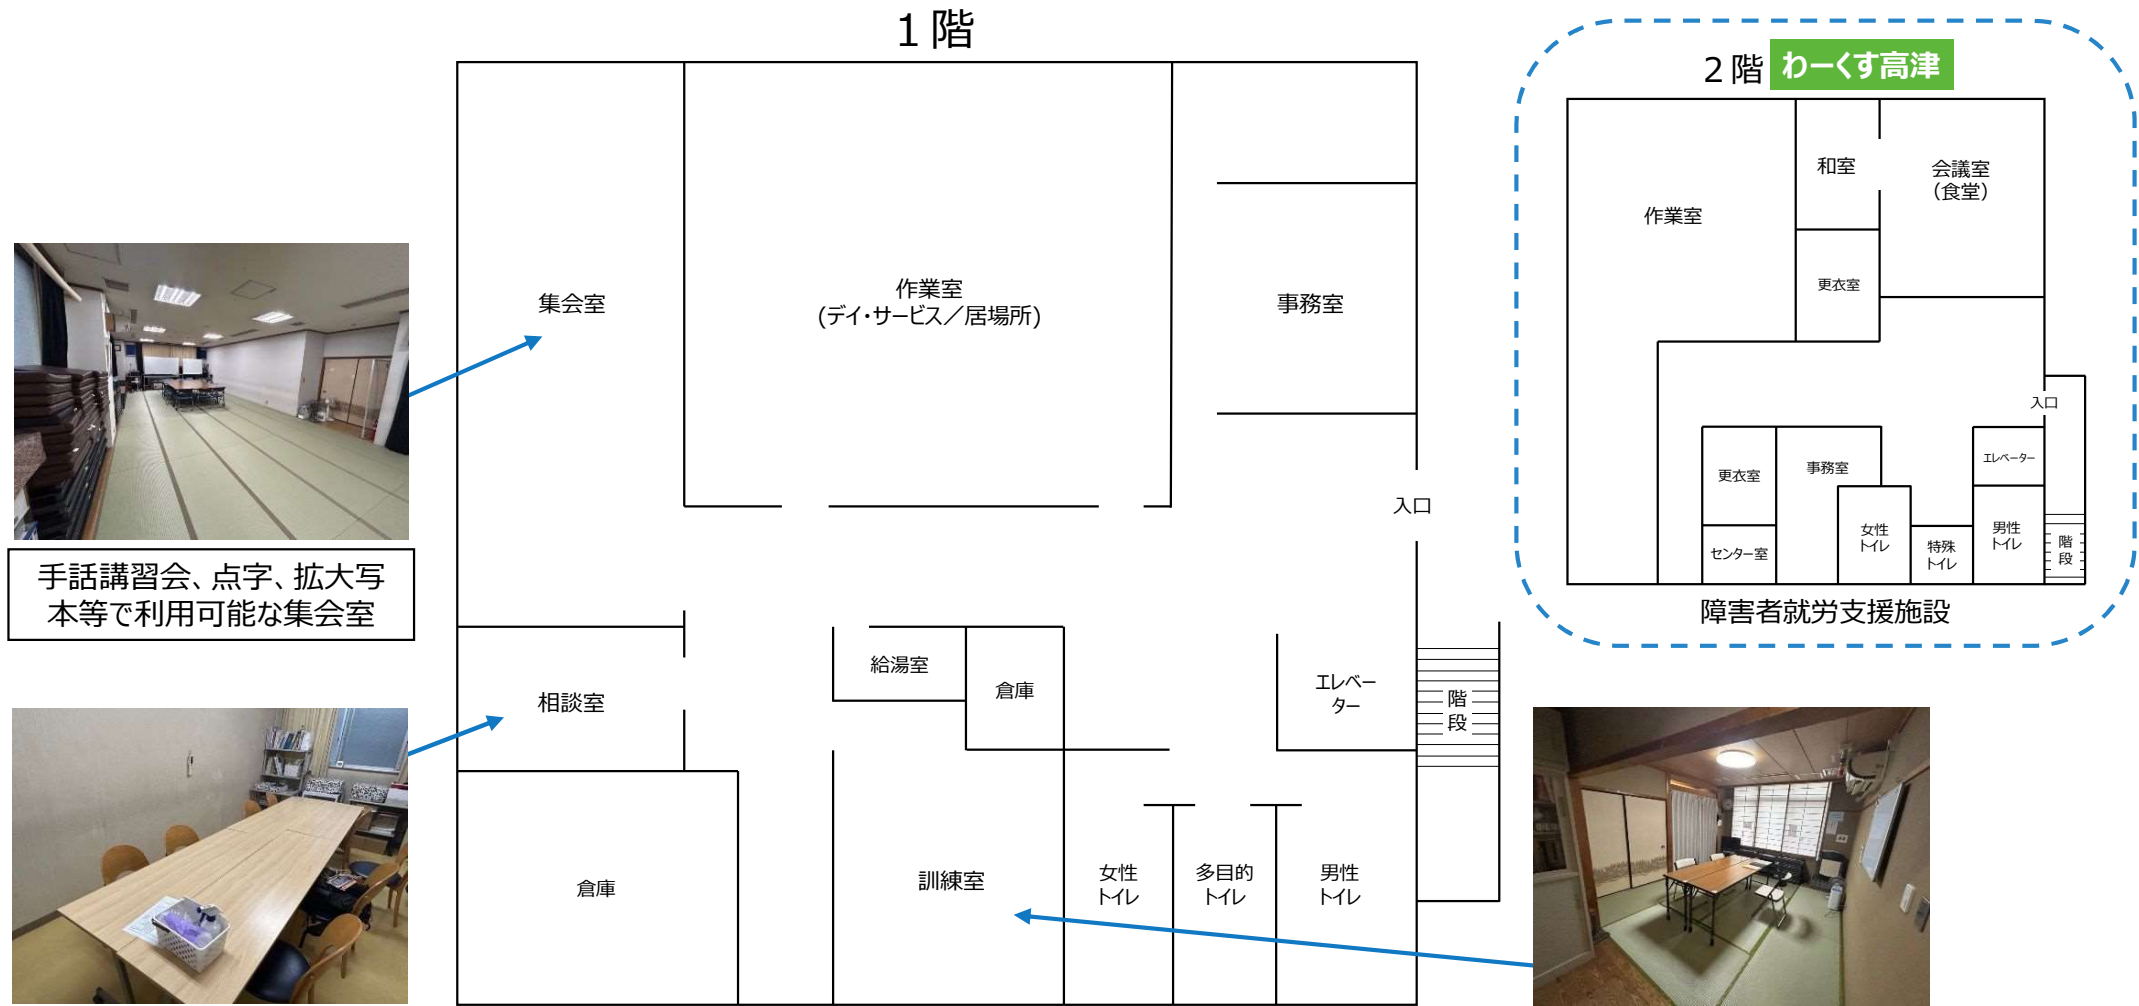 1階
集会室
作業室
(デイ・サービス／居場所)
事務室
入口
相談室
給湯室
倉庫
エレベー
ター
階
段
倉庫
訓練室
女性
トイレ
多目的
トイレ
男性
トイレ
手話講習会、点字、拡大写
本等で利用可能な集会室
2階 わーくす高津
作業室
和室
会議室
(食堂)
更衣室
入口
更衣室
事務室
エレベーター
センター室
女性
トイレ
特殊
トイレ
男性
トイレ
階
段
障害者就労支援施設